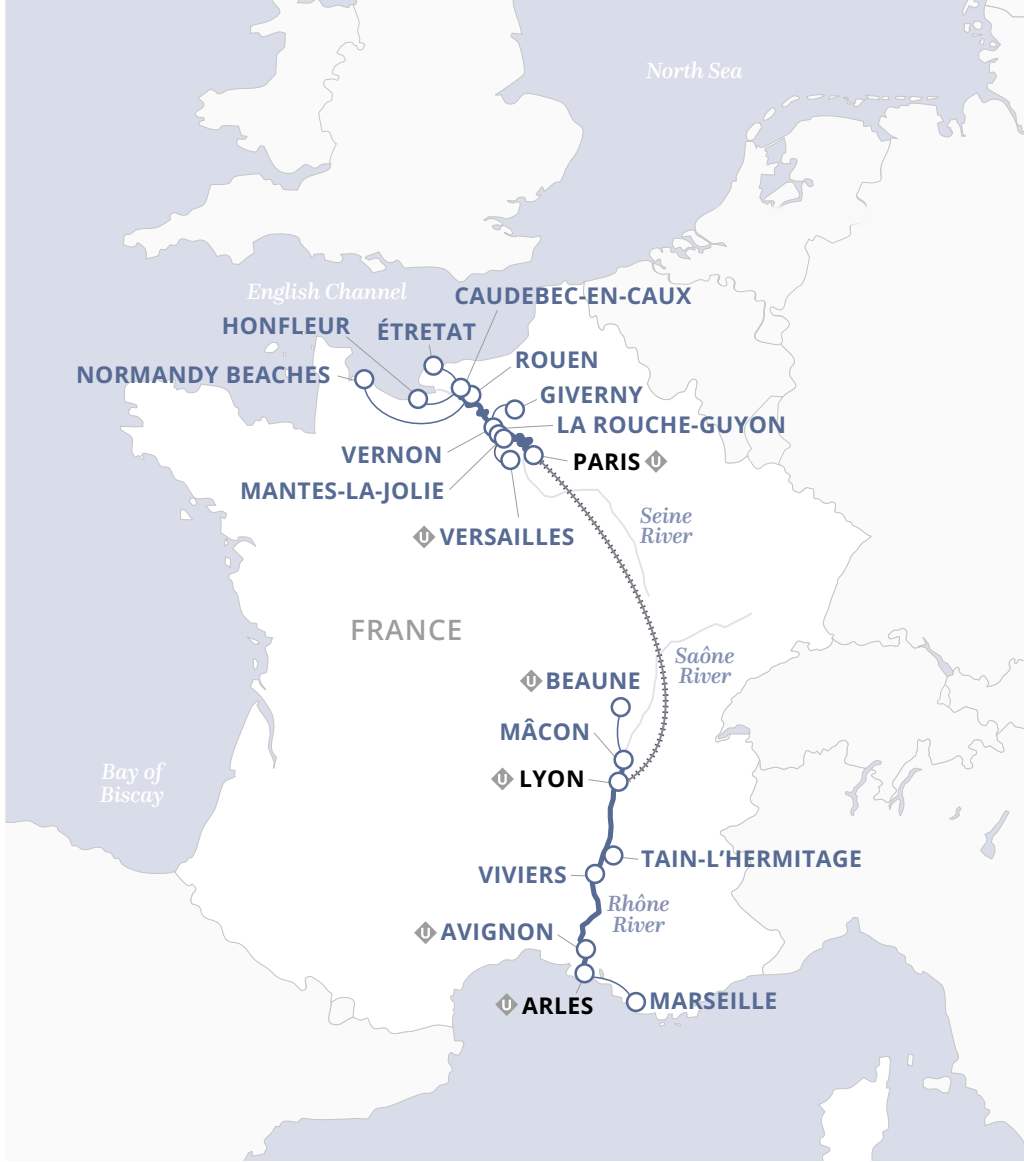 North Sea
English Channel
CAUDEBEC-EN-CAUX
HONFLEUR
ÉTRETAT
ROUEN
NORMANDY BEACHES
GIVERNY
LA ROUCHE-GUYON
VERNON
PARIS U
MANTES-LA-JOLIE
Seine
River
U VERSAILLES
FRANCE
Saône
River
U BEAUNE
MÂCON
Bay of
Biscay
U LYON
TAIN-L’HERMITAGE
VIVIERS
Rhône
River
U AVIGNON
MARSEILLE
U ARLES